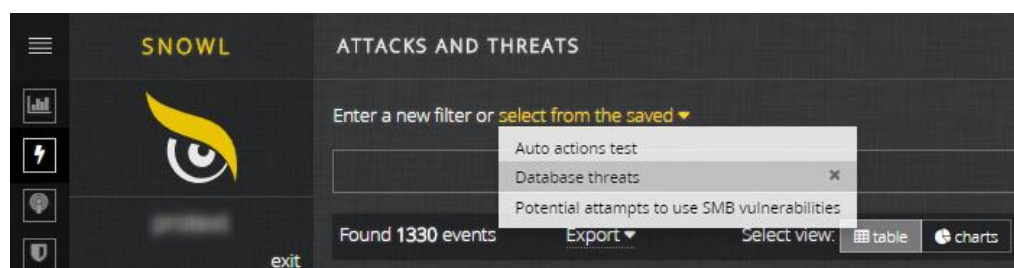 SNOWL
ATTACKS AND THREATS
Enter a new filter or select from the saved
Auto actions test
Database threats
Potential attampts to use SMB vulnerabilities
Found 1330 events Export Select view: table charts
exit